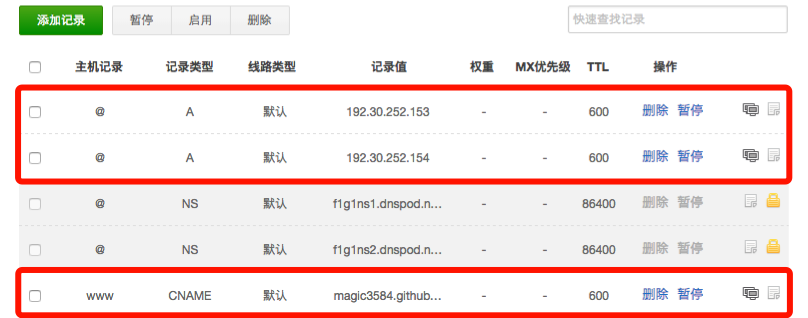 添加记录 暂停 启用 删除 快速查找记录
主机记录 记录类型 线路类型 记录值 权重 MX优先级 TTL 操作
@ A 默认 192.30.252.153 - - 600 删除 暂停
@ A 默认 192.30.252.154 - - 600 删除 暂停
@ NS 默认 f1g1ns1.dnspod.n... - - 86400 删除 暂停
@ NS 默认 f1g1ns2.dnspod.n... - - 86400 删除 暂停
www CNAME 默认 magic3584.github... - - 600 删除 暂停